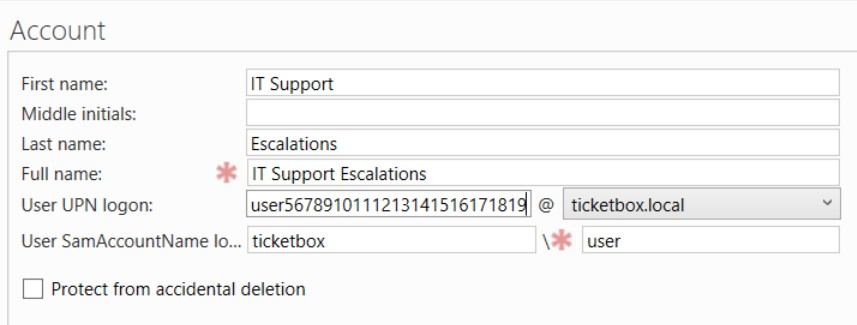 Account
First name: IT Support
Middle initials:
Last name: Escalations
Full name: * IT Support Escalations
User UPN logon: user5678910111213141516171819 @ ticketbox.local
User SamAccountName lo... ticketbox \* user
Protect from accidental deletion